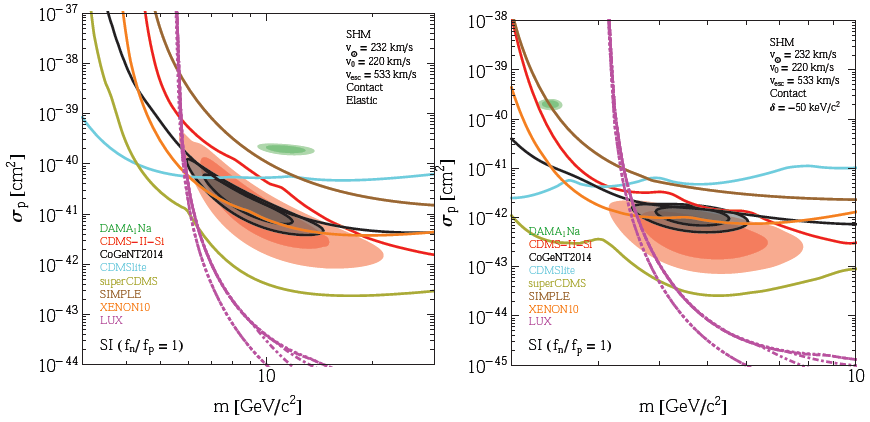 10⁻³⁷
10⁻³⁸
10⁻³⁹
10⁻⁴⁰
10⁻⁴¹
10⁻⁴²
10⁻⁴³
10⁻⁴⁴
σp [cm²]
SHM
v⊙ = 232 km/s
v₀ = 220 km/s
vesc = 533 km/s
Contact
Elastic
DAMA₁Na
CDMS-II-Si
CoGeNT2014
CDMSlite
superCDMS
SIMPLE
XENON10
LUX
SI (fn/fp = 1)
10
m [GeV/c²]
10⁻³⁸
10⁻³⁹
10⁻⁴⁰
10⁻⁴¹
10⁻⁴²
10⁻⁴³
10⁻⁴⁴
10⁻⁴⁵
σp [cm²]
SHM
v⊙ = 232 km/s
v₀ = 220 km/s
vesc = 533 km/s
Contact
δ = −50 keV/c²
DAMA₁Na
CDMS-II-Si
CoGeNT2014
CDMSlite
superCDMS
SIMPLE
XENON10
LUX
SI (fn/fp = 1)
10
m [GeV/c²]